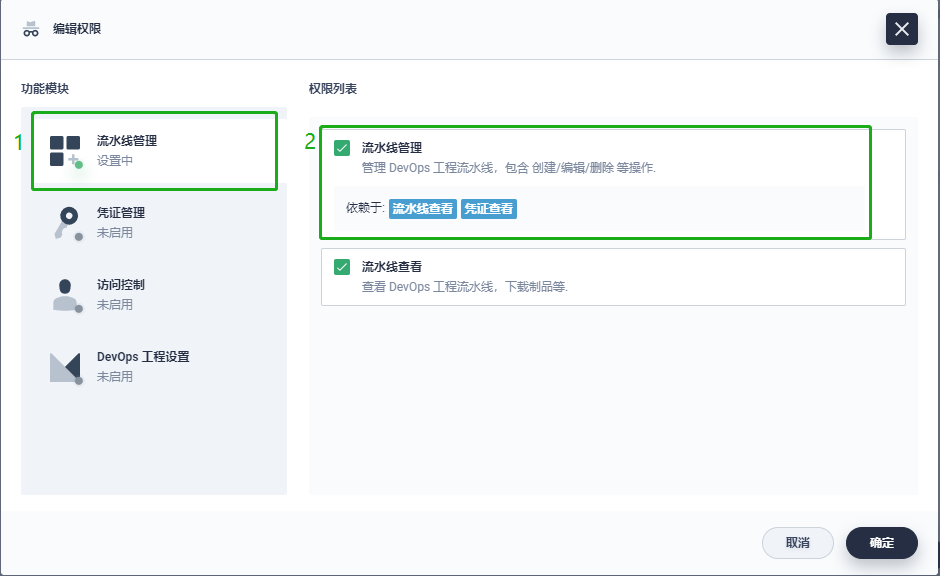 编辑权限
功能模块
权限列表
1
流水线管理
设置中
凭证管理
未启用
访问控制
未启用
DevOps 工程设置
未启用
2
流水线管理
管理 DevOps 工程流水线，包含 创建/编辑/删除 等操作.
依赖于: 流水线查看 凭证查看
流水线查看
查看 DevOps 工程流水线，下载制品等.
取消
确定